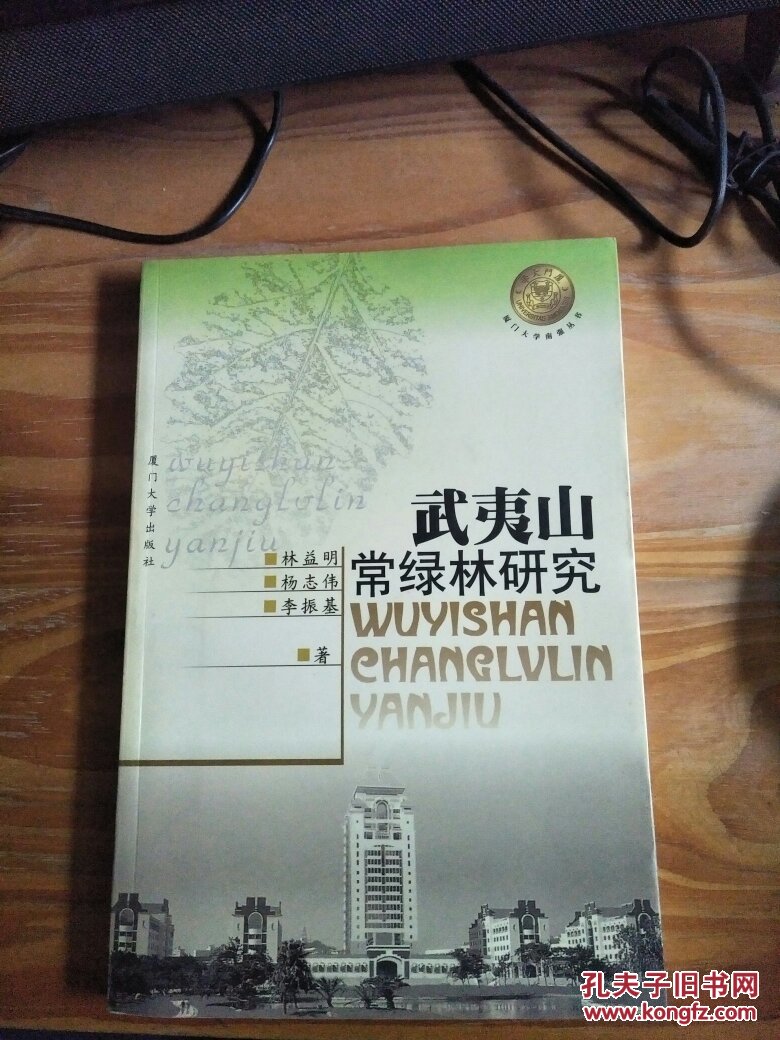 厦门大学南强丛书
wuyishan
changlvlin
yanjiu
厦门大学出版社
武夷山
常绿林研究
WUYISHAN
CHANGLVLIN
YANJIU
林益明
杨志伟
李振基
著
孔夫子旧书网
www.kongfz.com